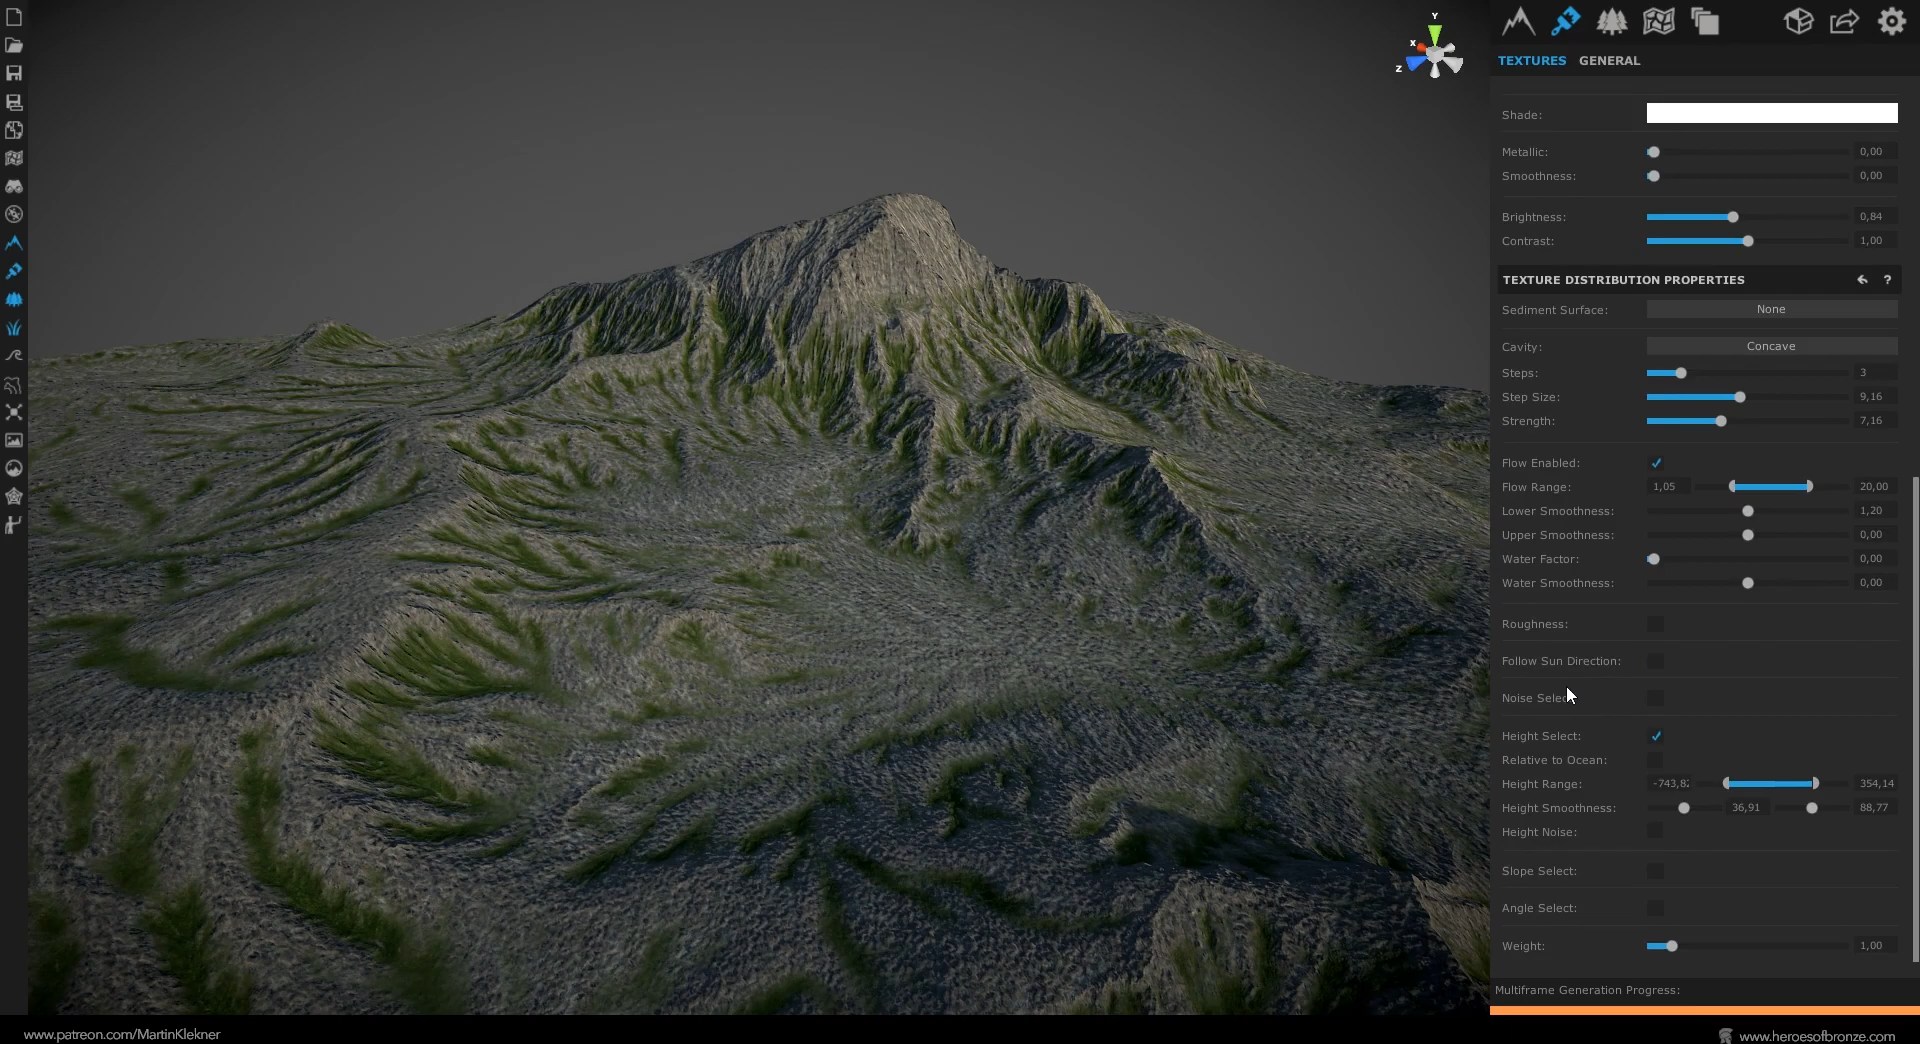 Y
X
Z
TEXTURES GENERAL
Shade:
Metallic: 0,00
Smoothness: 0,00
Brightness: 0,84
Contrast: 1,00
TEXTURE DISTRIBUTION PROPERTIES ?
Sediment Surface: None
Cavity: Concave
Steps: 3
Step Size: 9,16
Strength: 7,16
Flow Enabled:
Flow Range: 1,05 20,00
Lower Smoothness: 1,20
Upper Smoothness: 0,00
Water Factor: 0,00
Water Smoothness: 0,00
Roughness:
Follow Sun Direction:
Noise Selec
Height Select:
Relative to Ocean:
Height Range: -743,8 354,14
Height Smoothness: 36,91 88,77
Height Noise:
Slope Select:
Angle Select:
Weight: 1,00
Multiframe Generation Progress:
www.patreon.com/MartinKlekner
www.heroesofbronze.com